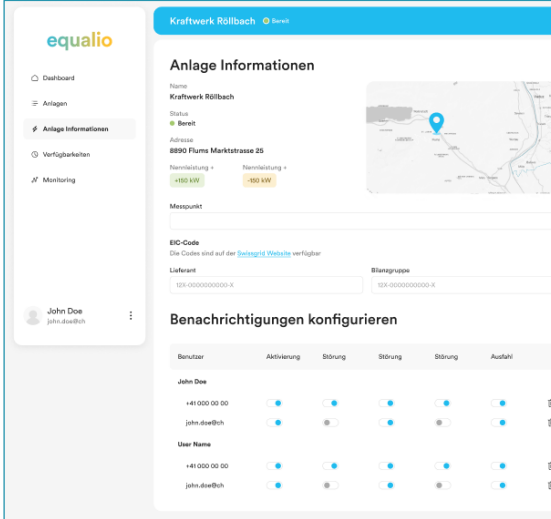 equalio
Dashboard
Anlagen
Anlage Informationen
Verfügbarkeiten
Monitoring
John Doe
john.doe@ch
Kraftwerk Röllbach Bereit
Anlage Informationen
Name
Kraftwerk Röllbach
Status
Bereit
Adresse
8890 Flums Marktstrasse 25
Nennleistung + Nennleistung +
+150 kW -150 kW
Messpunkt
EIC-Code
Die Codes sind auf der Swissgrid Website verfügbar
Lieferant Bilanzgruppe
12X-0000000000-X 12X-0000000000-X
Benachrichtigungen konfigurieren
Benutzer Aktivierung Störung Störung Störung Ausfahl
John Doe
+41 000 00 00
john.doe@ch
User Name
+41 000 00 00
john.doe@ch